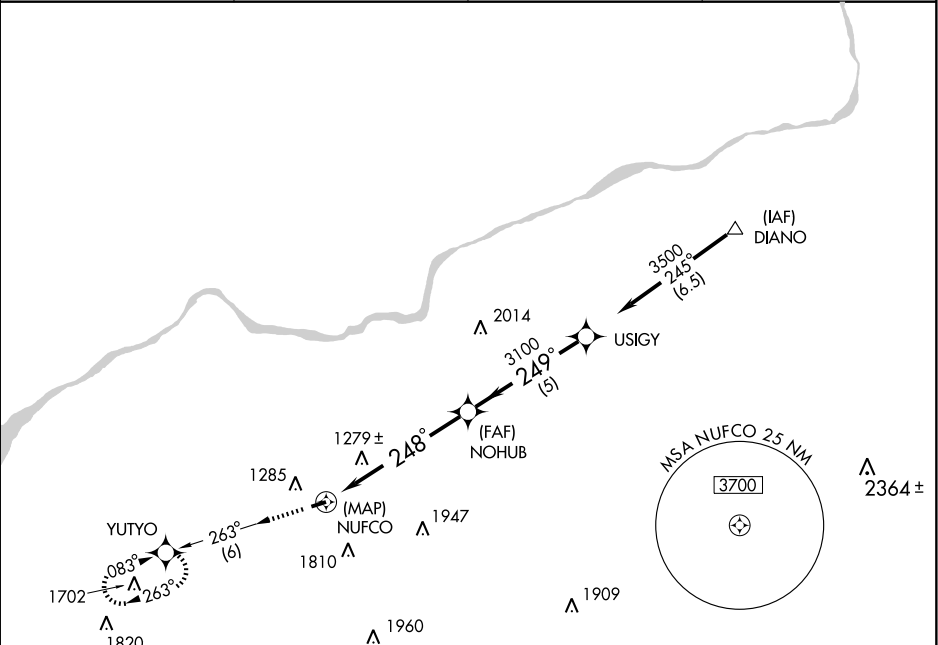 (IAF)
DIANO
3500
245°
(6.5)
2014
USIGY
3100
249°
(5)
(FAF)
NOHUB
1279 ±
248°
1285
(MAP)
NUFCO
MSA NUFCO 25 NM
3700
2364 ±
1947
YUTYO
263°
(6)
1810
083°
1702
263°
1909
1820
1960